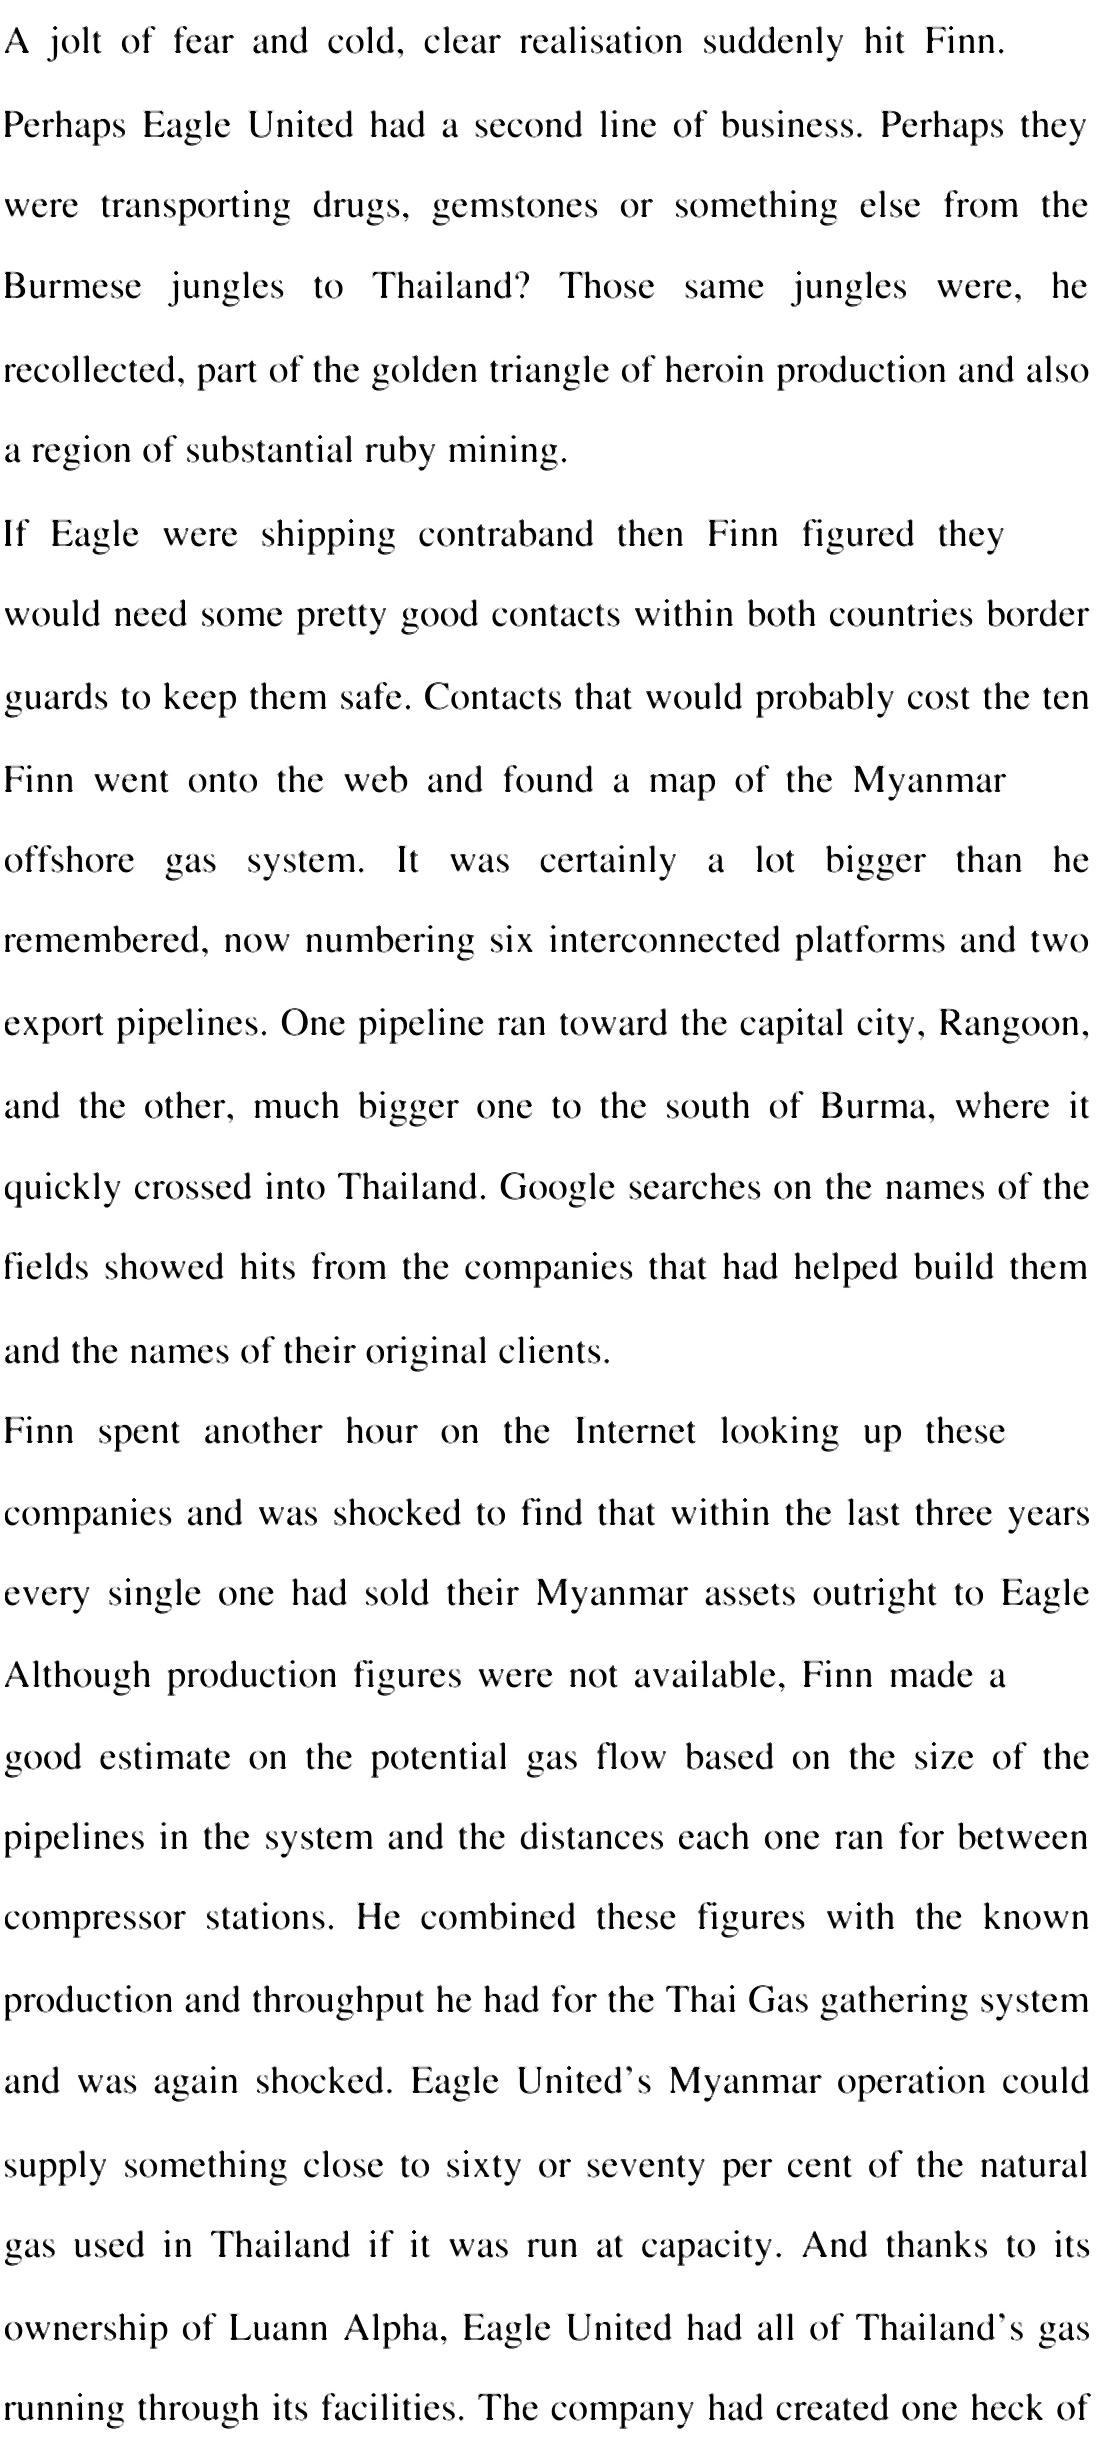 A jolt of fear and cold, clear realisation suddenly hit Finn.
Perhaps Eagle United had a second line of business. Perhaps they
were transporting drugs, gemstones or something else from the
Burmese jungles to Thailand? Those same jungles were, he
recollected, part of the golden triangle of heroin production and also
a region of substantial ruby mining.
If Eagle were shipping contraband then Finn figured they
would need some pretty good contacts within both countries border
guards to keep them safe. Contacts that would probably cost the ten
Finn went onto the web and found a map of the Myanmar
offshore gas system. It was certainly a lot bigger than he
remembered, now numbering six interconnected platforms and two
export pipelines. One pipeline ran toward the capital city, Rangoon,
and the other, much bigger one to the south of Burma, where it
quickly crossed into Thailand. Google searches on the names of the
fields showed hits from the companies that had helped build them
and the names of their original clients.
Finn spent another hour on the Internet looking up these
companies and was shocked to find that within the last three years
every single one had sold their Myanmar assets outright to Eagle
Although production figures were not available, Finn made a
good estimate on the potential gas flow based on the size of the
pipelines in the system and the distances each one ran for between
compressor stations. He combined these figures with the known
production and throughput he had for the Thai Gas gathering system
and was again shocked. Eagle United’s Myanmar operation could
supply something close to sixty or seventy per cent of the natural
gas used in Thailand if it was run at capacity. And thanks to its
ownership of Luann Alpha, Eagle United had all of Thailand’s gas
running through its facilities. The company had created one heck of